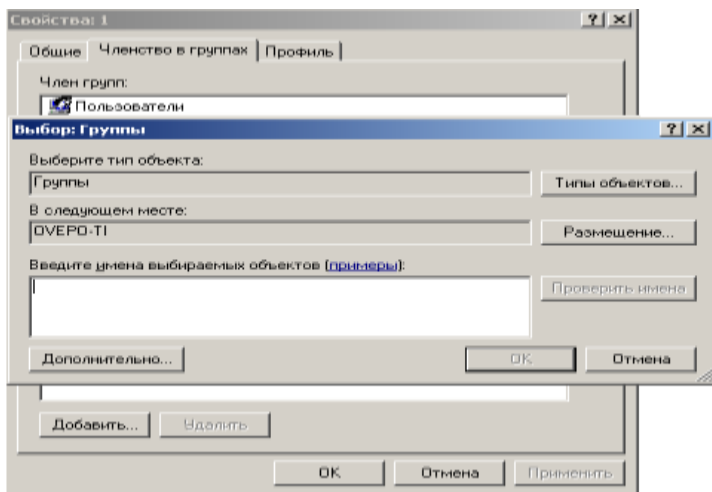 Свойства: 1
Общие Членство в группах Профиль
Член групп:
Пользователи
Выбор: Группы
Выберите тип объекта:
Группы
Типы объектов...
В следующем месте:
OVEPO-TI
Размещение...
Введите имена выбираемых объектов (примеры):
Проверить имена
Дополнительно... OK Отмена
Добавить... Удалить
OK Отмена Применить